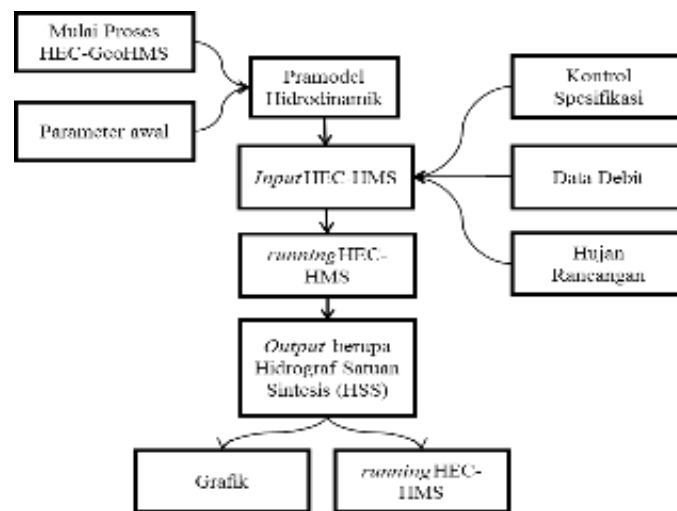 Mulai Proses
HEC-GeoHMS
Parameter awal
Pramodel
Hidrodinamik
Kontrol
Spesifikasi
Input HEC-HMS
Data Debit
running HEC-
HMS
Hujan
Rancangan
Output berupa
Hidrograf Satuan
Sintesis (HSS)
Grafik
running HEC-
HMS